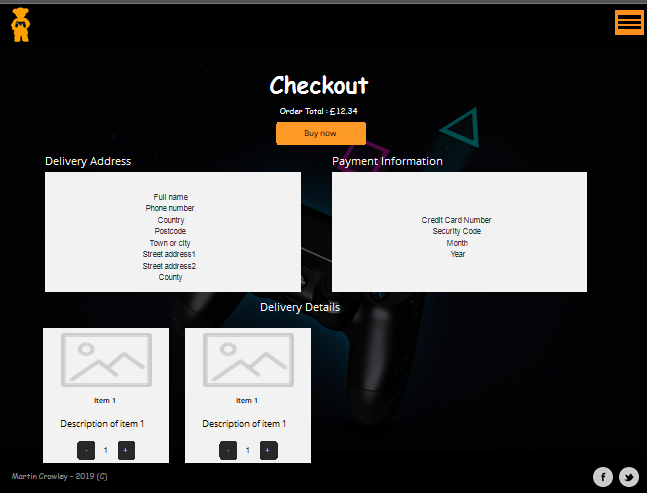 Checkout
Order Total : £12.34
Buy now
Delivery Address
Full name
Phone number
Country
Postcode
Town or city
Street address1
Street address2
County
Payment Information
Credit Card Number
Security Code
Month
Year
Delivery Details
Item 1
Description of item 1
- 1 +
Item 1
Description of item 1
- 1 +
Martin Crowley - 2019 (C)